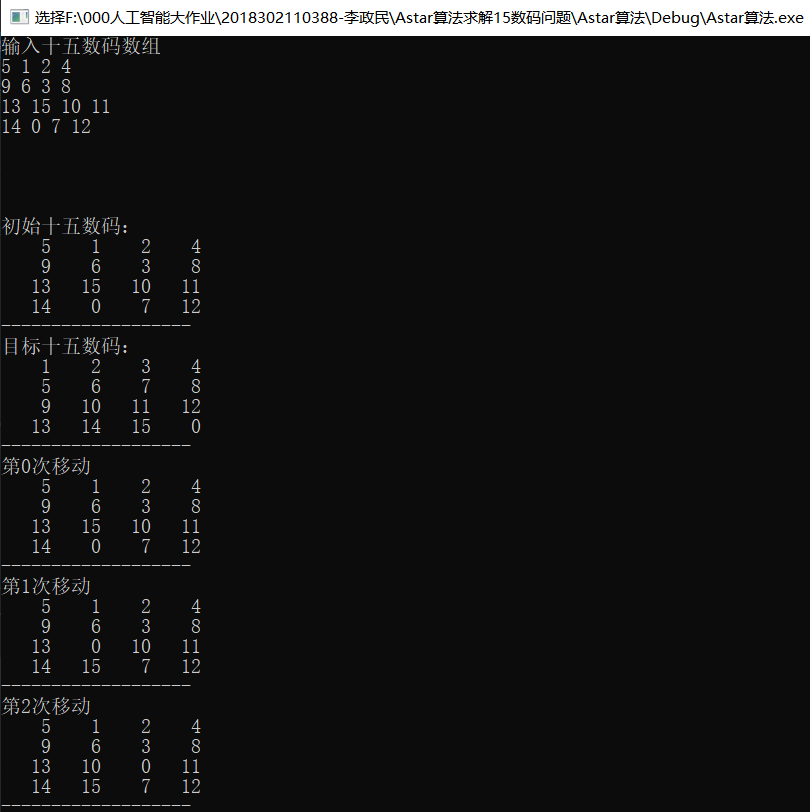 选择F:\000人工智能大作业\2018302110388-李政民\Astar算法求解15数码问题\Astar算法\Debug\Astar算法.exe
输入十五数码数组
5 1 2 4
9 6 3 8
13 15 10 11
14 0 7 12
初始十五数码:
5 1 2 4
9 6 3 8
13 15 10 11
14 0 7 12
-------------------
目标十五数码:
1 2 3 4
5 6 7 8
9 10 11 12
13 14 15 0
-------------------
第0次移动
5 1 2 4
9 6 3 8
13 15 10 11
14 0 7 12
-------------------
第1次移动
5 1 2 4
9 6 3 8
13 0 10 11
14 15 7 12
-------------------
第2次移动
5 1 2 4
9 6 3 8
13 10 0 11
14 15 7 12
-------------------